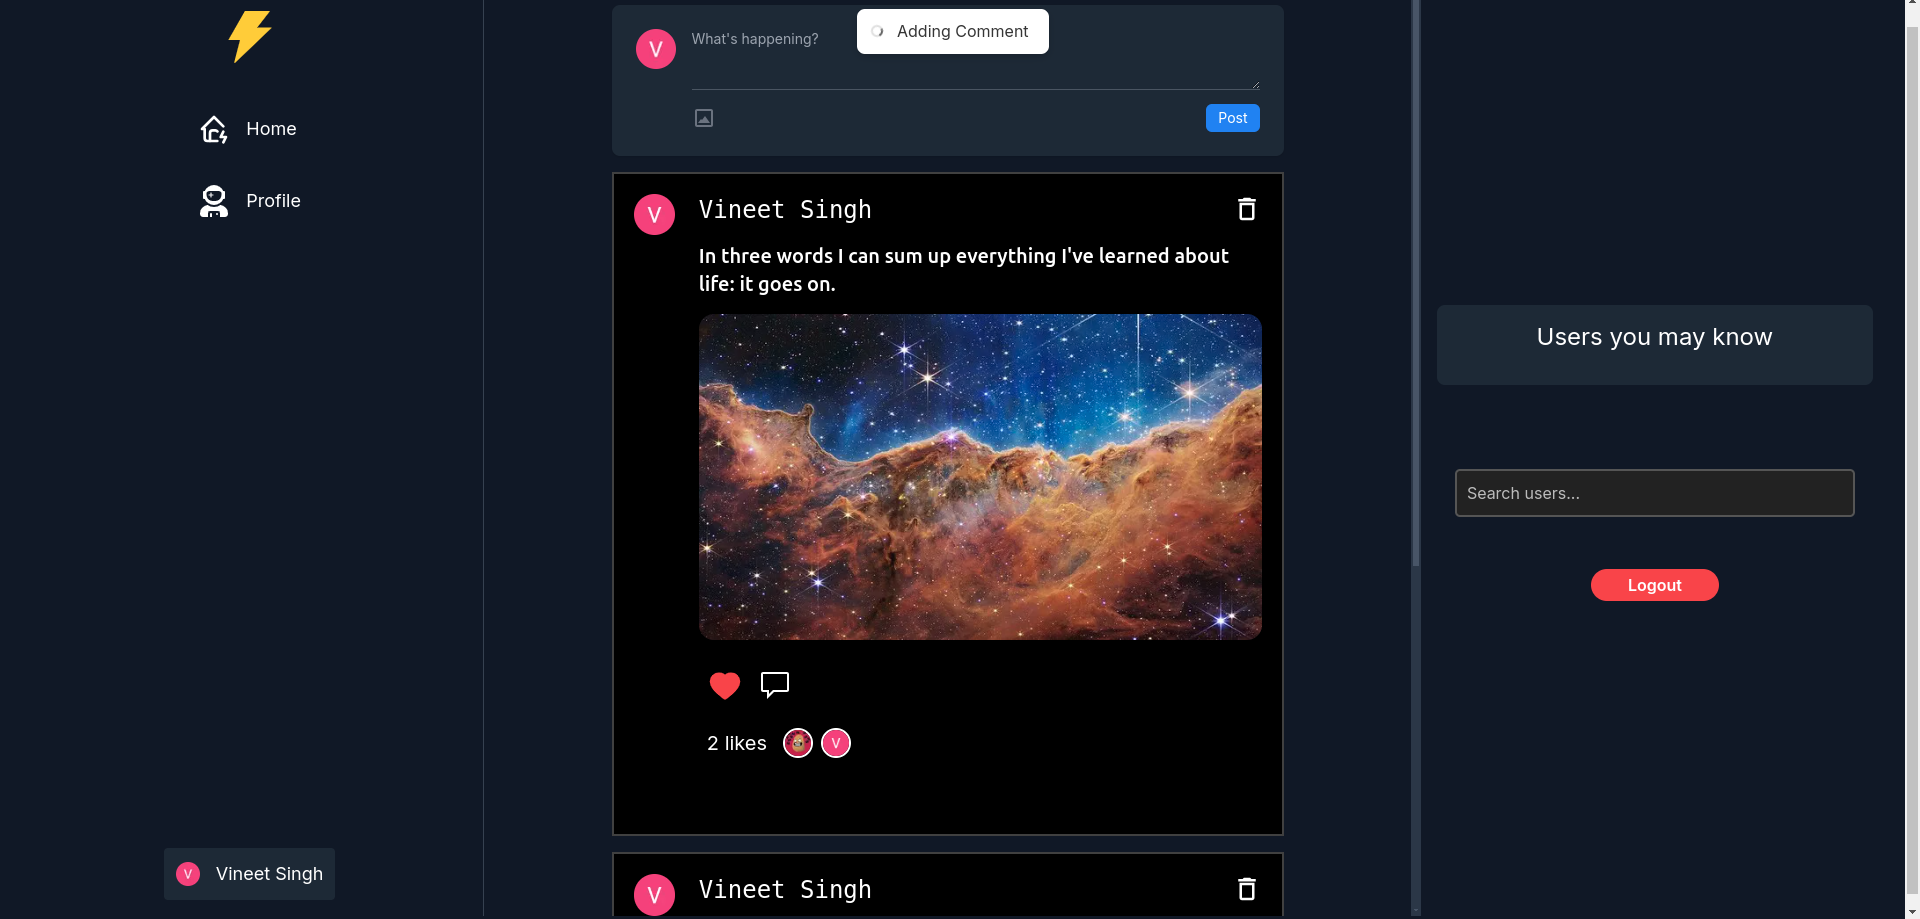 Home
Profile
V
Vineet Singh
V
What's happening?
Adding Comment
Post
V
Vineet Singh
In three words I can sum up everything I've learned about
life: it goes on.
2 likes
V
V
Vineet Singh
Users you may know
Search users...
Logout